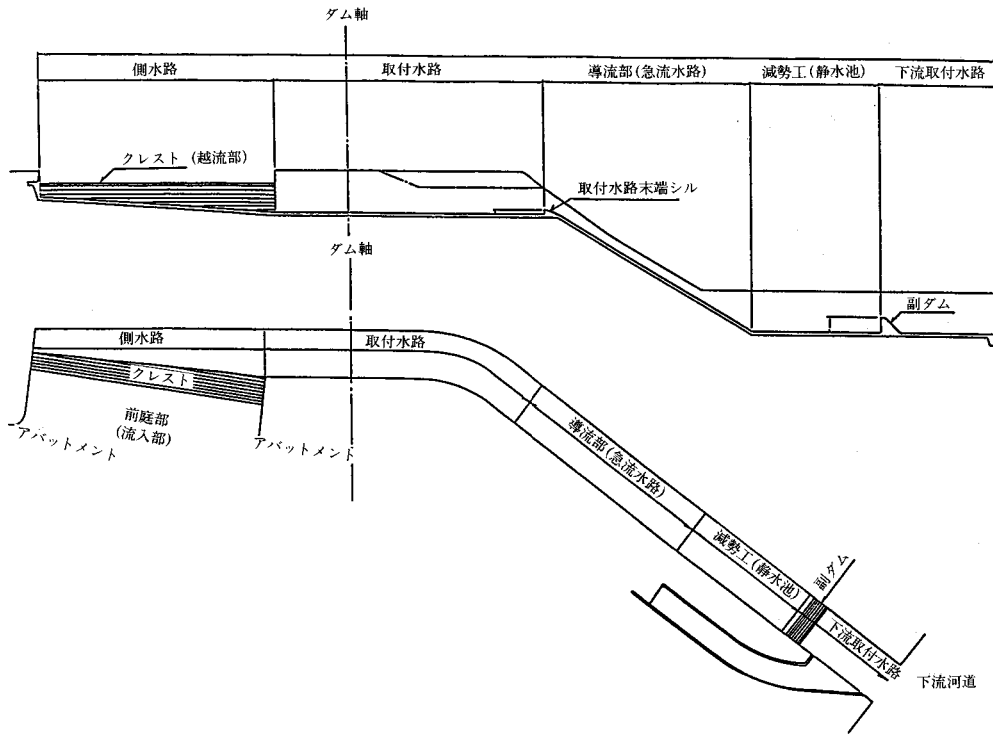 ダム軸
側水路
取付水路
導流部(急流水路)
減勢工(静水池)
下流取付水路
クレスト (越流部)
取付水路末端シル
ダム軸
副ダム
側水路
取付水路
クレスト
前庭部
(流入部)
アバットメント
アバットメント
導流部(急流水路)
減勢工(静水池)
副ダム
下流取付水路
下流河道